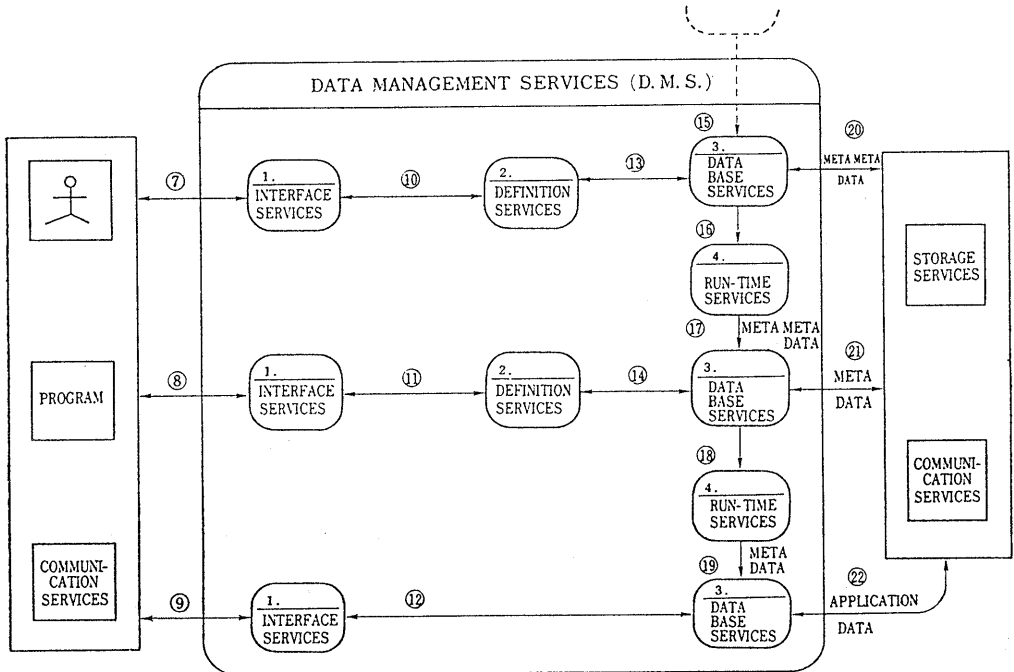 DATA MANAGEMENT SERVICES (D. M. S.)
⑦
1.
INTERFACE
SERVICES
⑩
2.
DEFINITION
SERVICES
⑬
⑮
3.
DATA
BASE
SERVICES
⑳
META META
DATA
⑯
4.
RUN-TIME
SERVICES
STORAGE
SERVICES
⑰
META META
DATA
PROGRAM
⑧
1.
INTERFACE
SERVICES
⑪
2.
DEFINITION
SERVICES
⑭
3.
DATA
BASE
SERVICES
㉑
META
DATA
⑱
4.
RUN-TIME
SERVICES
COMMUNI-
CATION
SERVICES
META
DATA
⑲
COMMUNI-
CATION
SERVICES
⑨
1.
INTERFACE
SERVICES
⑫
3.
DATA
BASE
SERVICES
㉒
APPLICATION
DATA